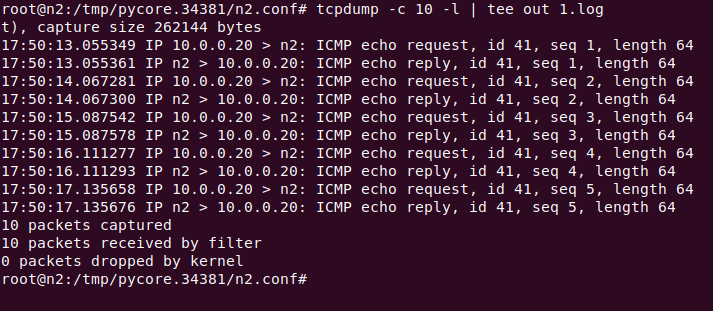 root@n2:/tmp/pycore.34381/n2.conf# tcpdump -c 10 -l | tee out 1.log
t), capture size 262144 bytes
17:50:13.055349 IP 10.0.0.20 > n2: ICMP echo request, id 41, seq 1, length 64
17:50:13.055361 IP n2 > 10.0.0.20: ICMP echo reply, id 41, seq 1, length 64
17:50:14.067281 IP 10.0.0.20 > n2: ICMP echo request, id 41, seq 2, length 64
17:50:14.067300 IP n2 > 10.0.0.20: ICMP echo reply, id 41, seq 2, length 64
17:50:15.087542 IP 10.0.0.20 > n2: ICMP echo request, id 41, seq 3, length 64
17:50:15.087578 IP n2 > 10.0.0.20: ICMP echo reply, id 41, seq 3, length 64
17:50:16.111277 IP 10.0.0.20 > n2: ICMP echo request, id 41, seq 4, length 64
17:50:16.111293 IP n2 > 10.0.0.20: ICMP echo reply, id 41, seq 4, length 64
17:50:17.135658 IP 10.0.0.20 > n2: ICMP echo request, id 41, seq 5, length 64
17:50:17.135676 IP n2 > 10.0.0.20: ICMP echo reply, id 41, seq 5, length 64
10 packets captured
10 packets received by filter
0 packets dropped by kernel
root@n2:/tmp/pycore.34381/n2.conf#